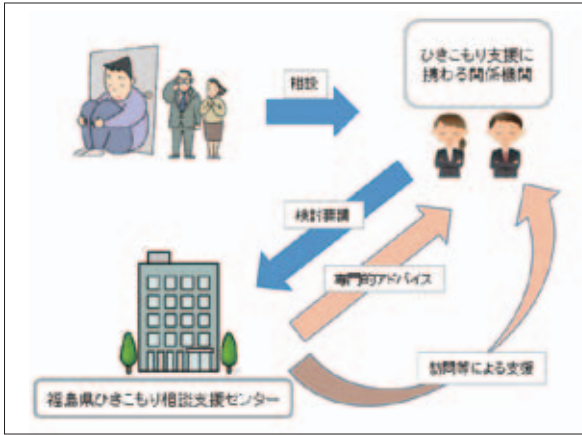 ひきこもり支援に
携わる関係機関
相談
検討要請
専門的アドバイス
訪問等による支援
福島県ひきこもり相談支援センター